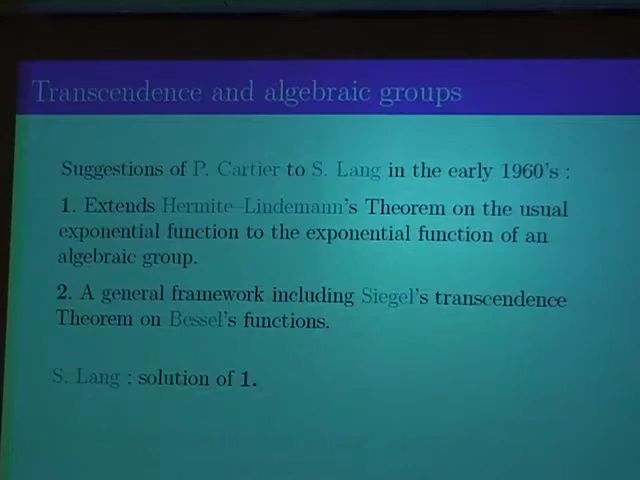 Transcendence and algebraic groups
Suggestions of P. Cartier to S. Lang in the early 1960's :
1. Extends Hermite–Lindemann's Theorem on the usual
exponential function to the exponential function of an
algebraic group.
2. A general framework including Siegel's transcendence
Theorem on Bessel's functions.
S. Lang : solution of 1.